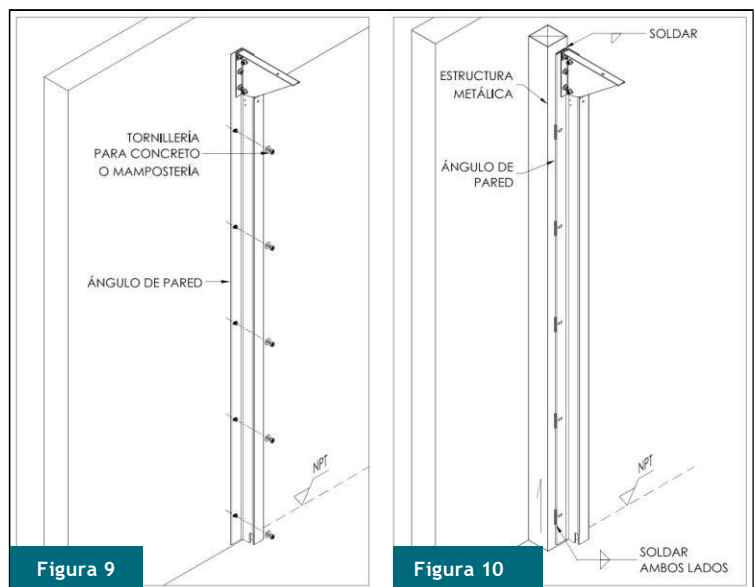 TORNILLERÍA
PARA CONCRETO
O MAMPOSTERÍA
ÁNGULO DE PARED
NPT
Figura 9
SOLDAR
ESTRUCTURA
METÁLICA
ÁNGULO DE
PARED
NPT
SOLDAR
AMBOS LADOS
Figura 10